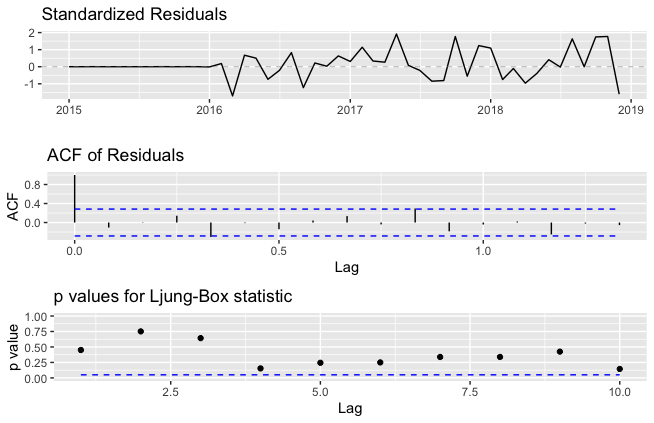 Standardized Residuals
2
1
0
-1
2015 2016 2017 2018 2019
ACF of Residuals
ACF
0.8
0.4
0.0
0.0 0.5 1.0
Lag
p values for Ljung-Box statistic
p value
1.00
0.75
0.50
0.25
0.00
2.5 5.0 7.5 10.0
Lag